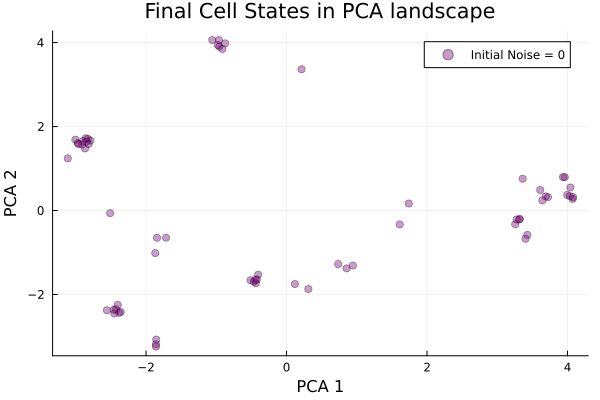 Final Cell States in PCA landscape
Initial Noise = 0
4
2
0
−2
PCA 2
−2
0
2
4
PCA 1